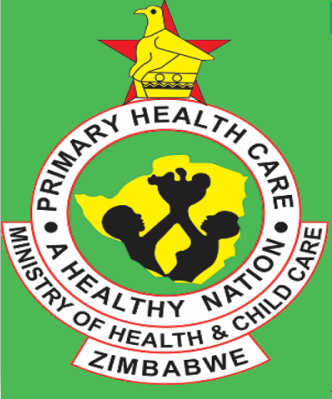 PRIMARY HEALTH CARE
A HEALTHY NATION
MINISTRY OF HEALTH & CHILD CARE
ZIMBABWE